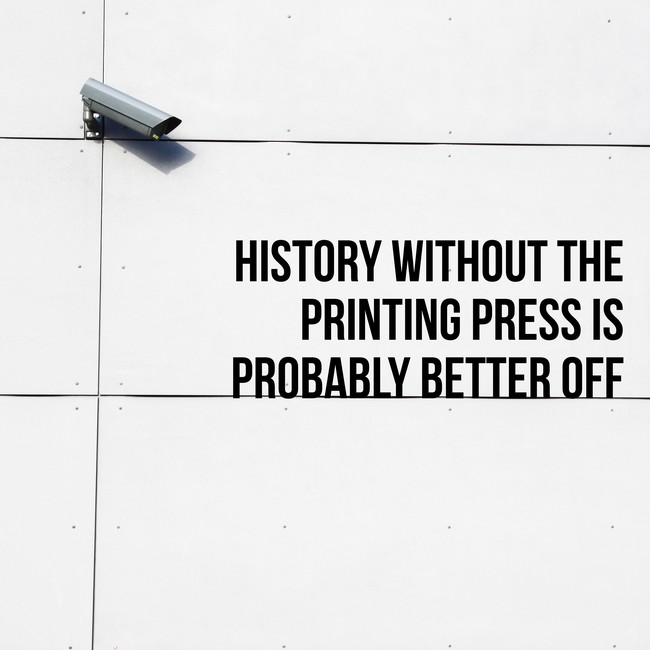 HISTORY WITHOUT THE
PRINTING PRESS IS
PROBABLY BETTER OFF